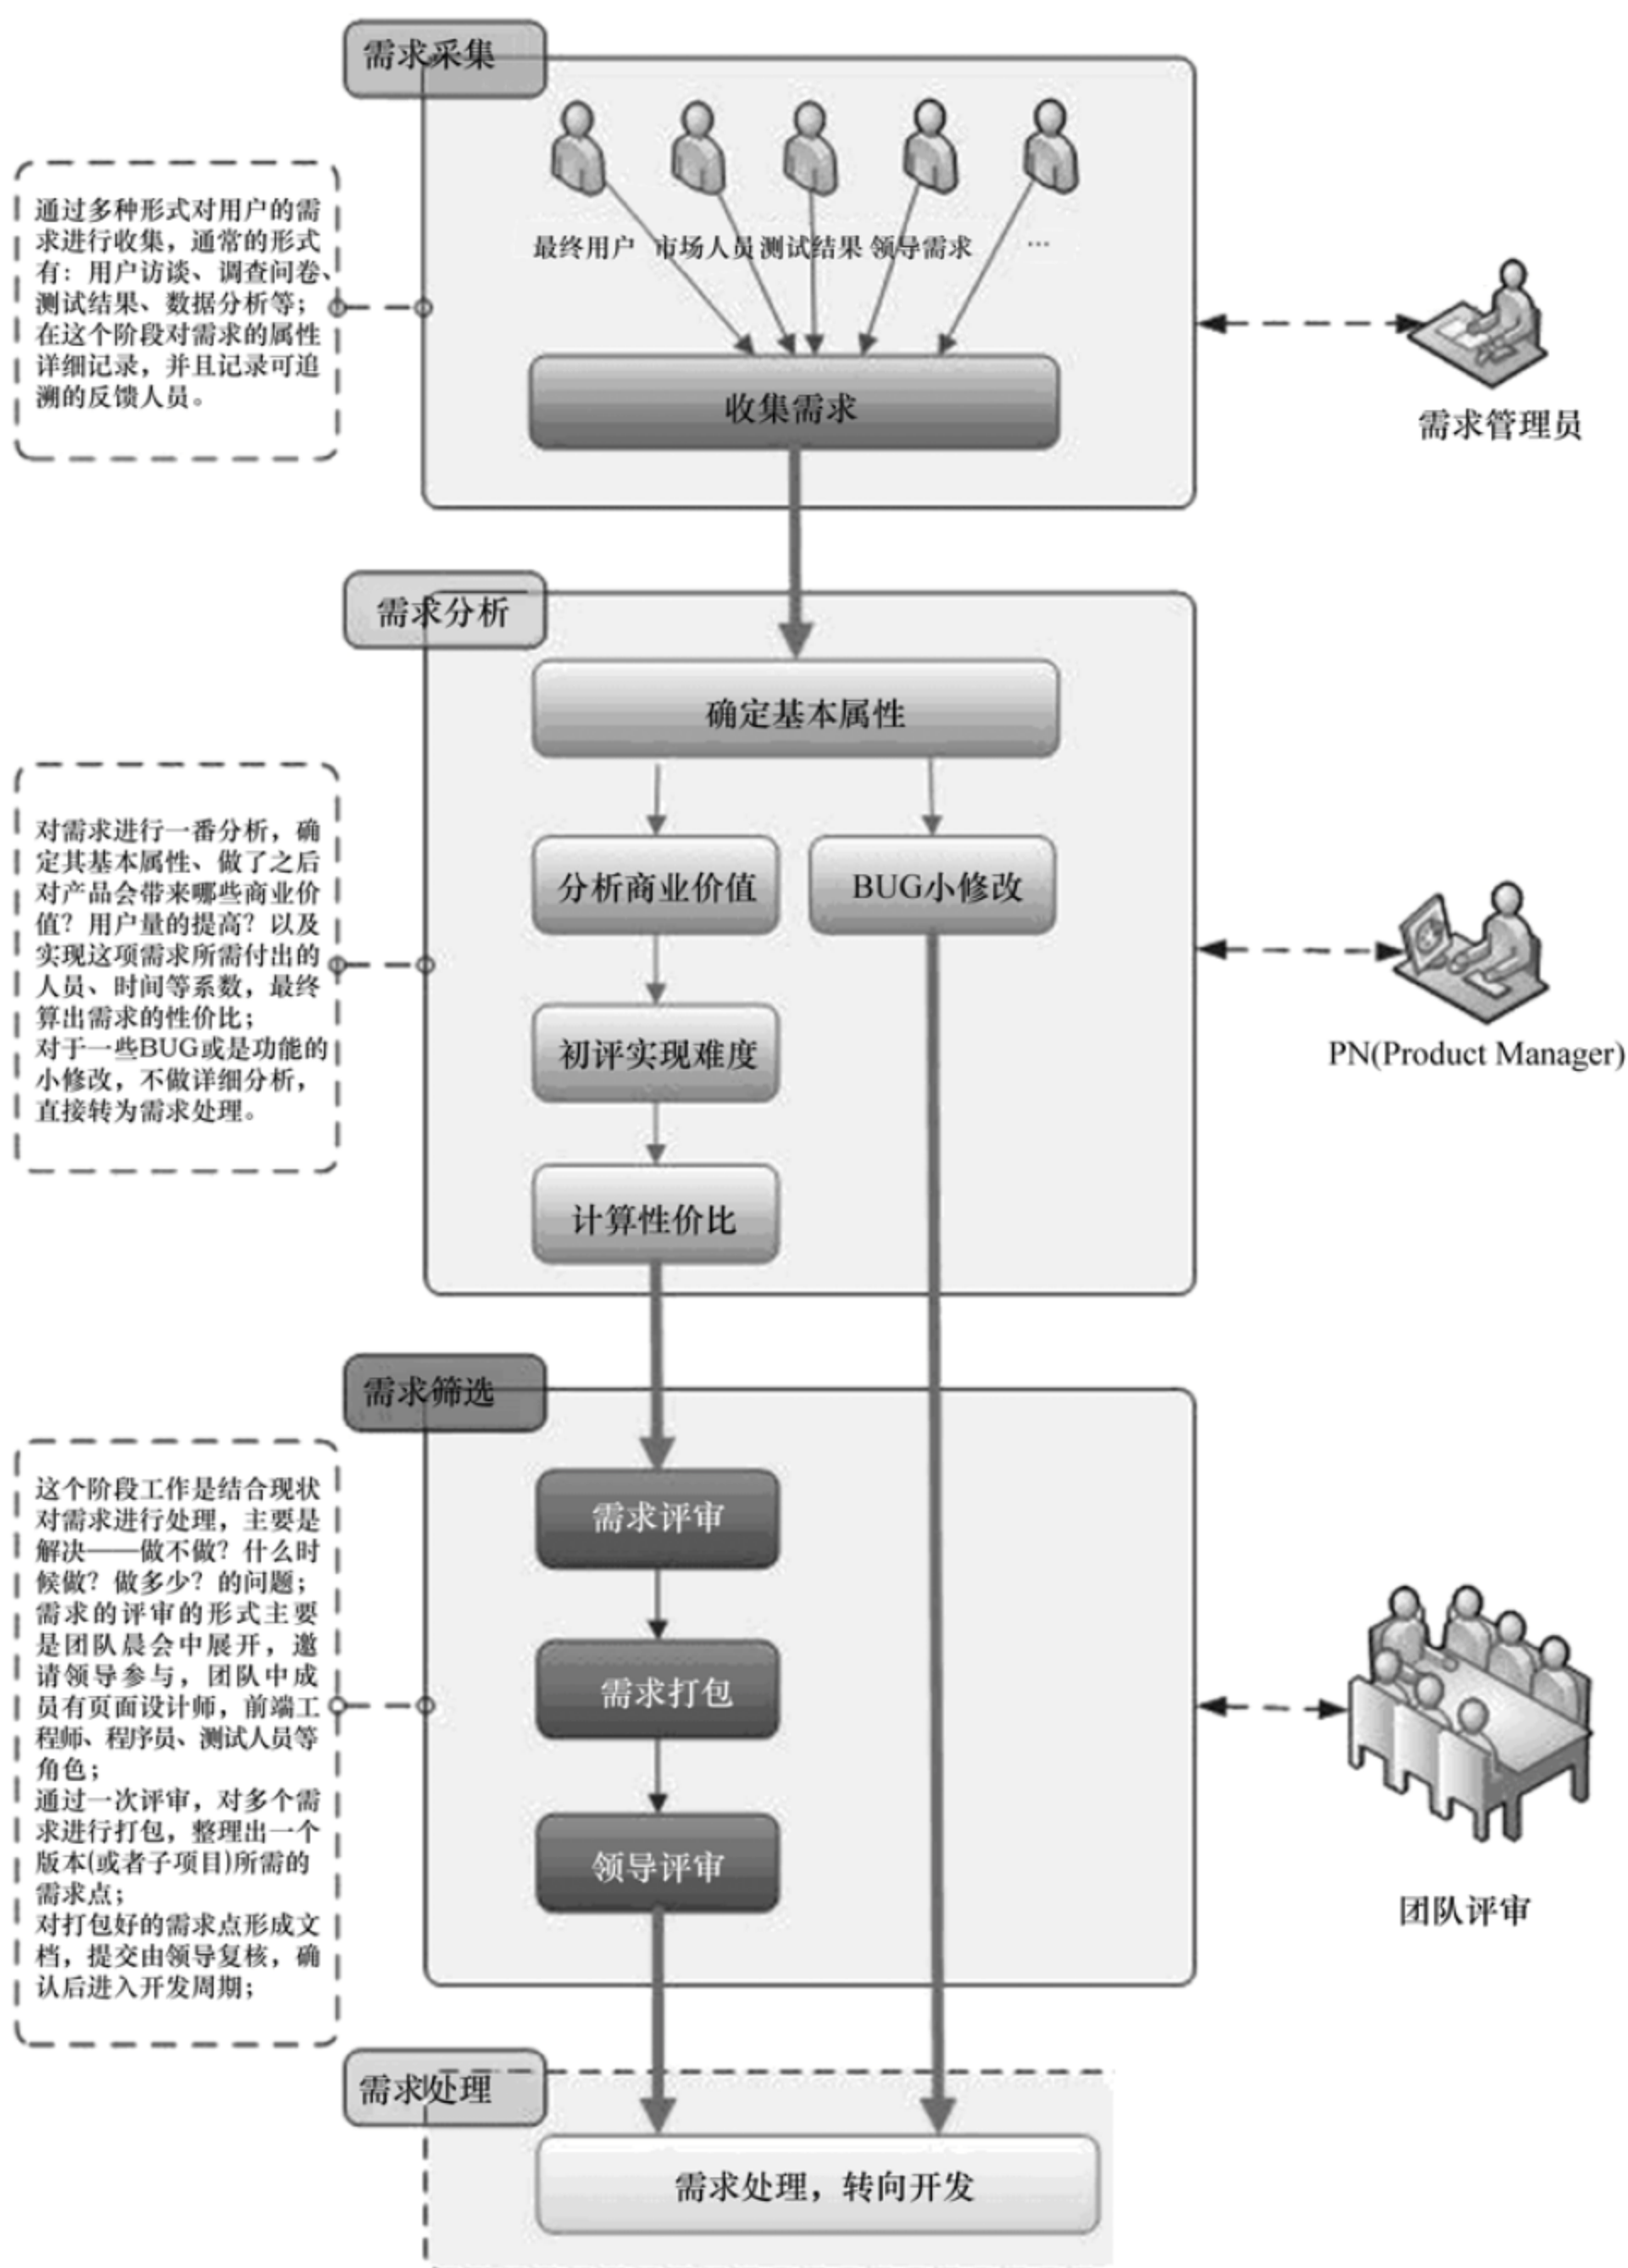 需求采集
最终用户
市场人员
测试结果
领导需求
...
收集需求
通过多种形式对用户的需
求进行收集，通常的形式
有：用户访谈、调查问卷、
测试结果、数据分析等；
在这个阶段对需求的属性
详细记录，并且记录可追
溯的反馈人员。
需求管理员
需求分析
确定基本属性
分析商业价值
BUG小修改
初评实现难度
计算性价比
对需求进行一番分析，确
定其基本属性、做了之后
对产品会带来哪些商业价
值？用户量的提高？以及
实现这项需求所需付出的
人员、时间等系数，最终
算出需求的性价比；
对于一些BUG或是功能的
小修改，不做详细分析，
直接转为需求处理。
PN(Product Manager)
需求筛选
需求评审
需求打包
领导评审
这个阶段工作是结合现状
对需求进行处理，主要是
解决——做不做？什么时
候做？做多少？的问题；
需求的评审的形式主要
是团队晨会中展开，邀
请领导参与，团队中成
员有页面设计师，前端工
程师、程序员、测试人员等
角色；
通过一次评审，对多个需
求进行打包，整理出一个
版本(或者子项目)所需的
需求点；
对打包好的需求点形成文
档，提交由领导复核，确
认后进入开发周期；
团队评审
需求处理
需求处理，转向开发